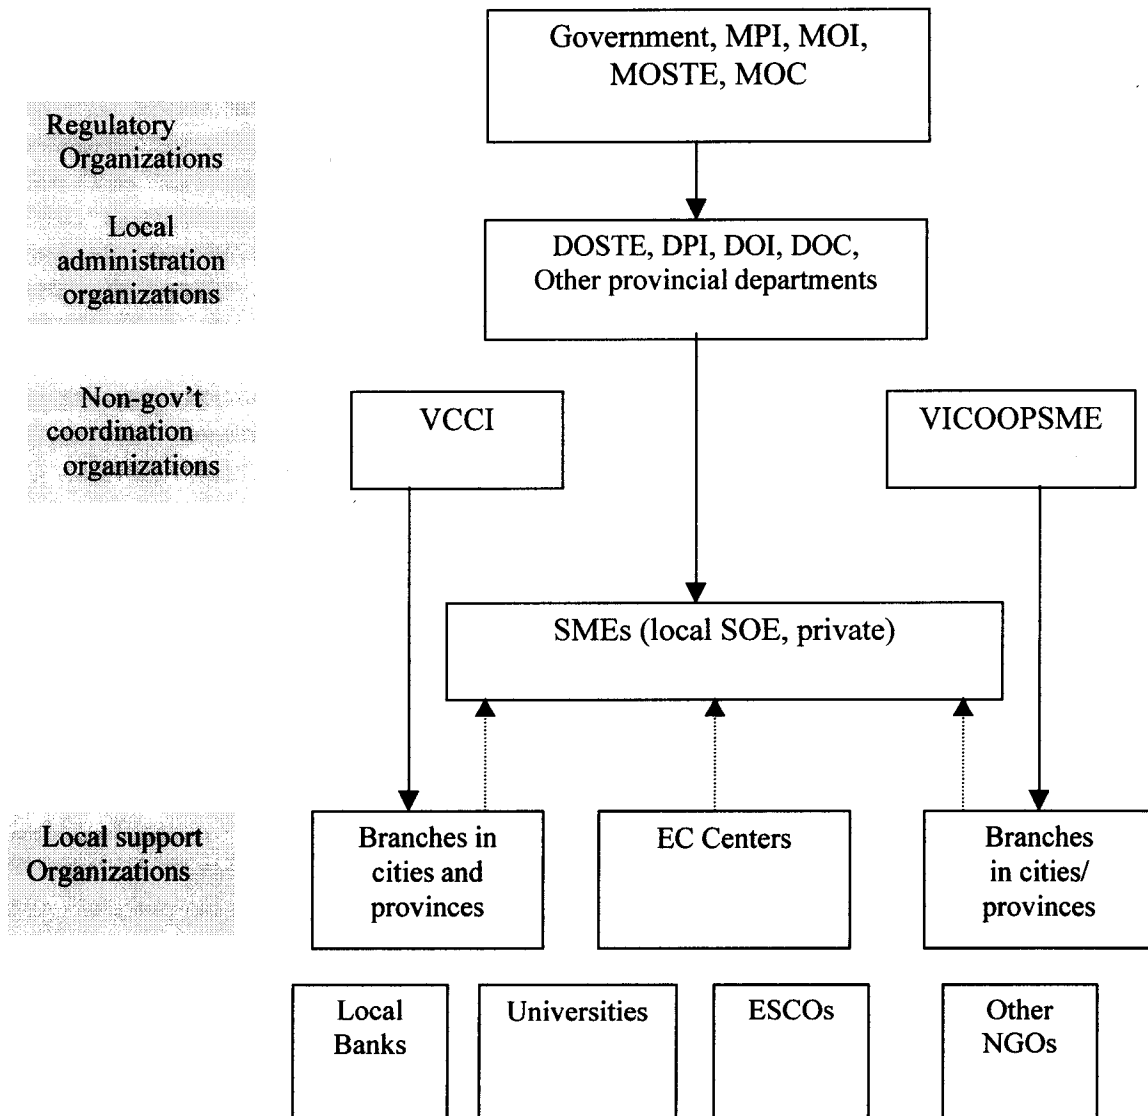 Government, MPI, MOI,
MOSTE, MOC
Regulatory
Organizations
Local
administration
organizations
DOSTE, DPI, DOI, DOC,
Other provincial departments
Non-gov't
coordination
organizations
VCCI
VICOOPSME
SMEs (local SOE, private)
Local support
Organizations
Branches in
cities and
provinces
EC Centers
Branches
in cities/
provinces
Local
Banks
Universities
ESCOs
Other
NGOs